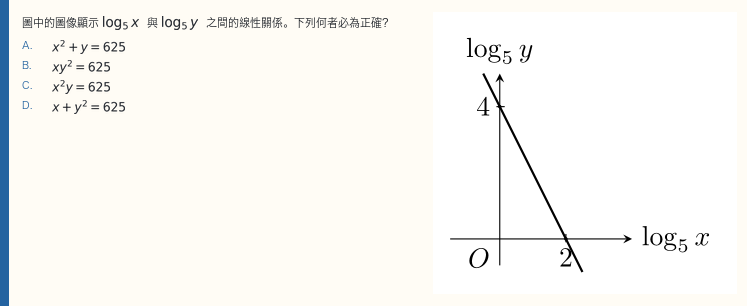 圖中的圖像顯示 log₅ x 與 log₅ y 之間的線性關係。下列何者必為正確?
A. x² + y = 625
B. xy² = 625
C. x²y = 625
D. x + y² = 625
log₅ y
4
log₅ x
O
2